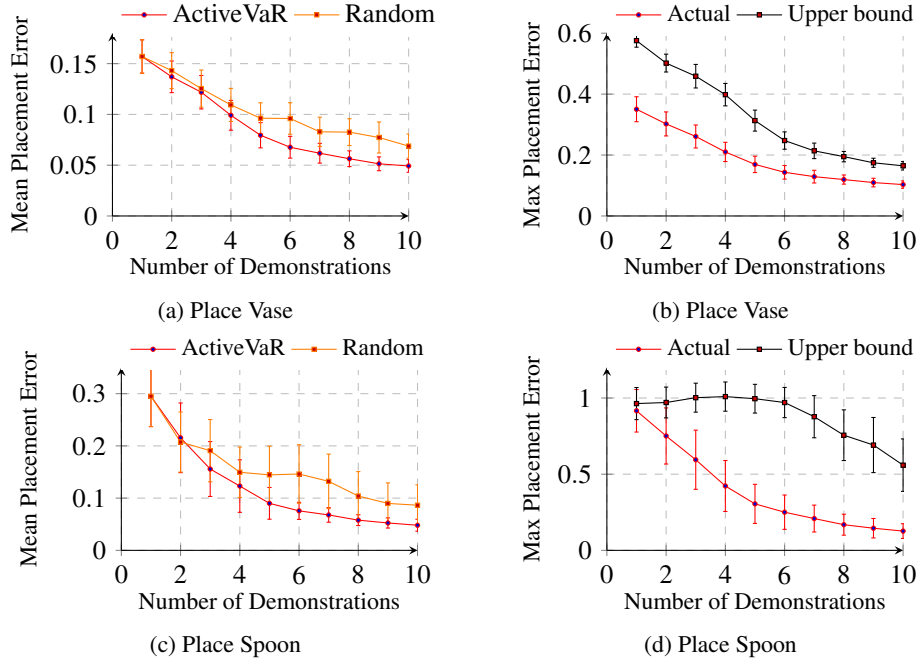 ActiveVaR Random
0.15
0.1
0.05
0
Mean Placement Error
0 2 4 6 8 10
Number of Demonstrations
(a) Place Vase
Actual Upper bound
0.6
0.4
0.2
0
Max Placement Error
0 2 4 6 8 10
Number of Demonstrations
(b) Place Vase
ActiveVaR Random
0.3
0.2
0.1
0
Mean Placement Error
0 2 4 6 8 10
Number of Demonstrations
(c) Place Spoon
Actual Upper bound
1
0.5
0
Max Placement Error
0 2 4 6 8 10
Number of Demonstrations
(d) Place Spoon